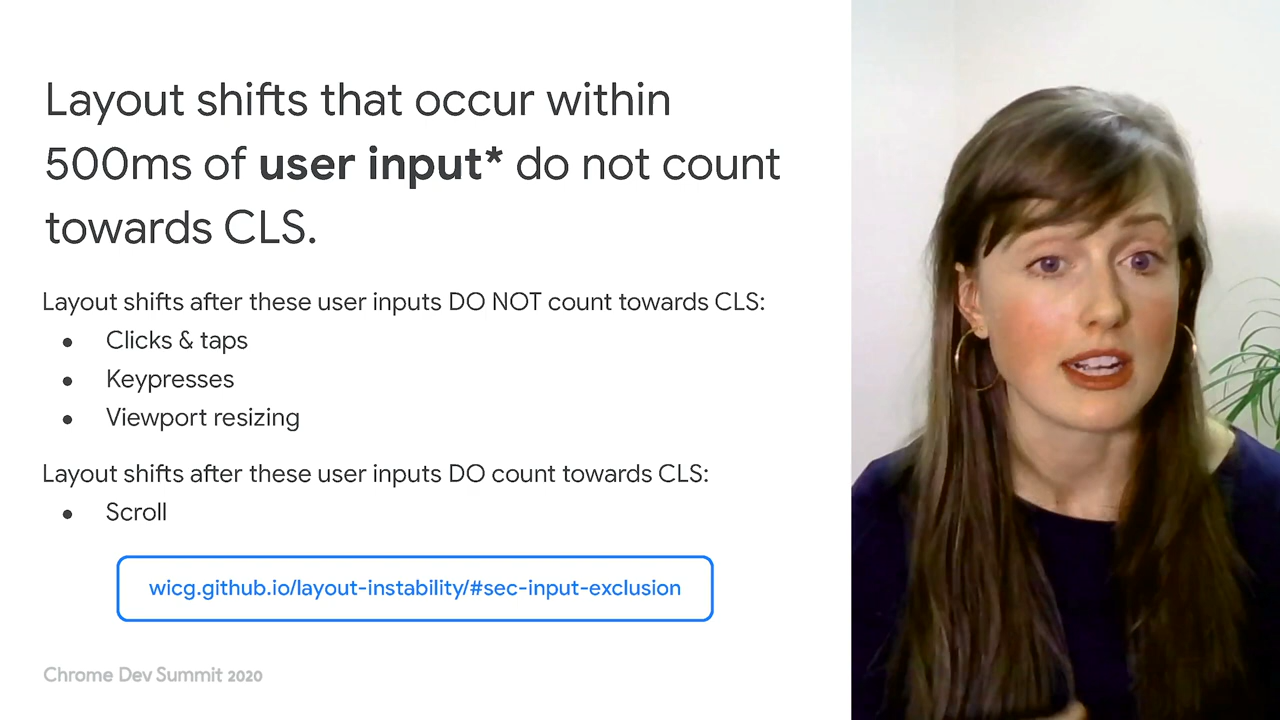 Layout shifts that occur within
500ms of user input* do not count
towards CLS.
Layout shifts after these user inputs DO NOT count towards CLS:
● Clicks & taps
● Keypresses
● Viewport resizing
Layout shifts after these user inputs DO count towards CLS:
● Scroll
wicg.github.io/layout-instability/#sec-input-exclusion
Chrome Dev Summit 2020